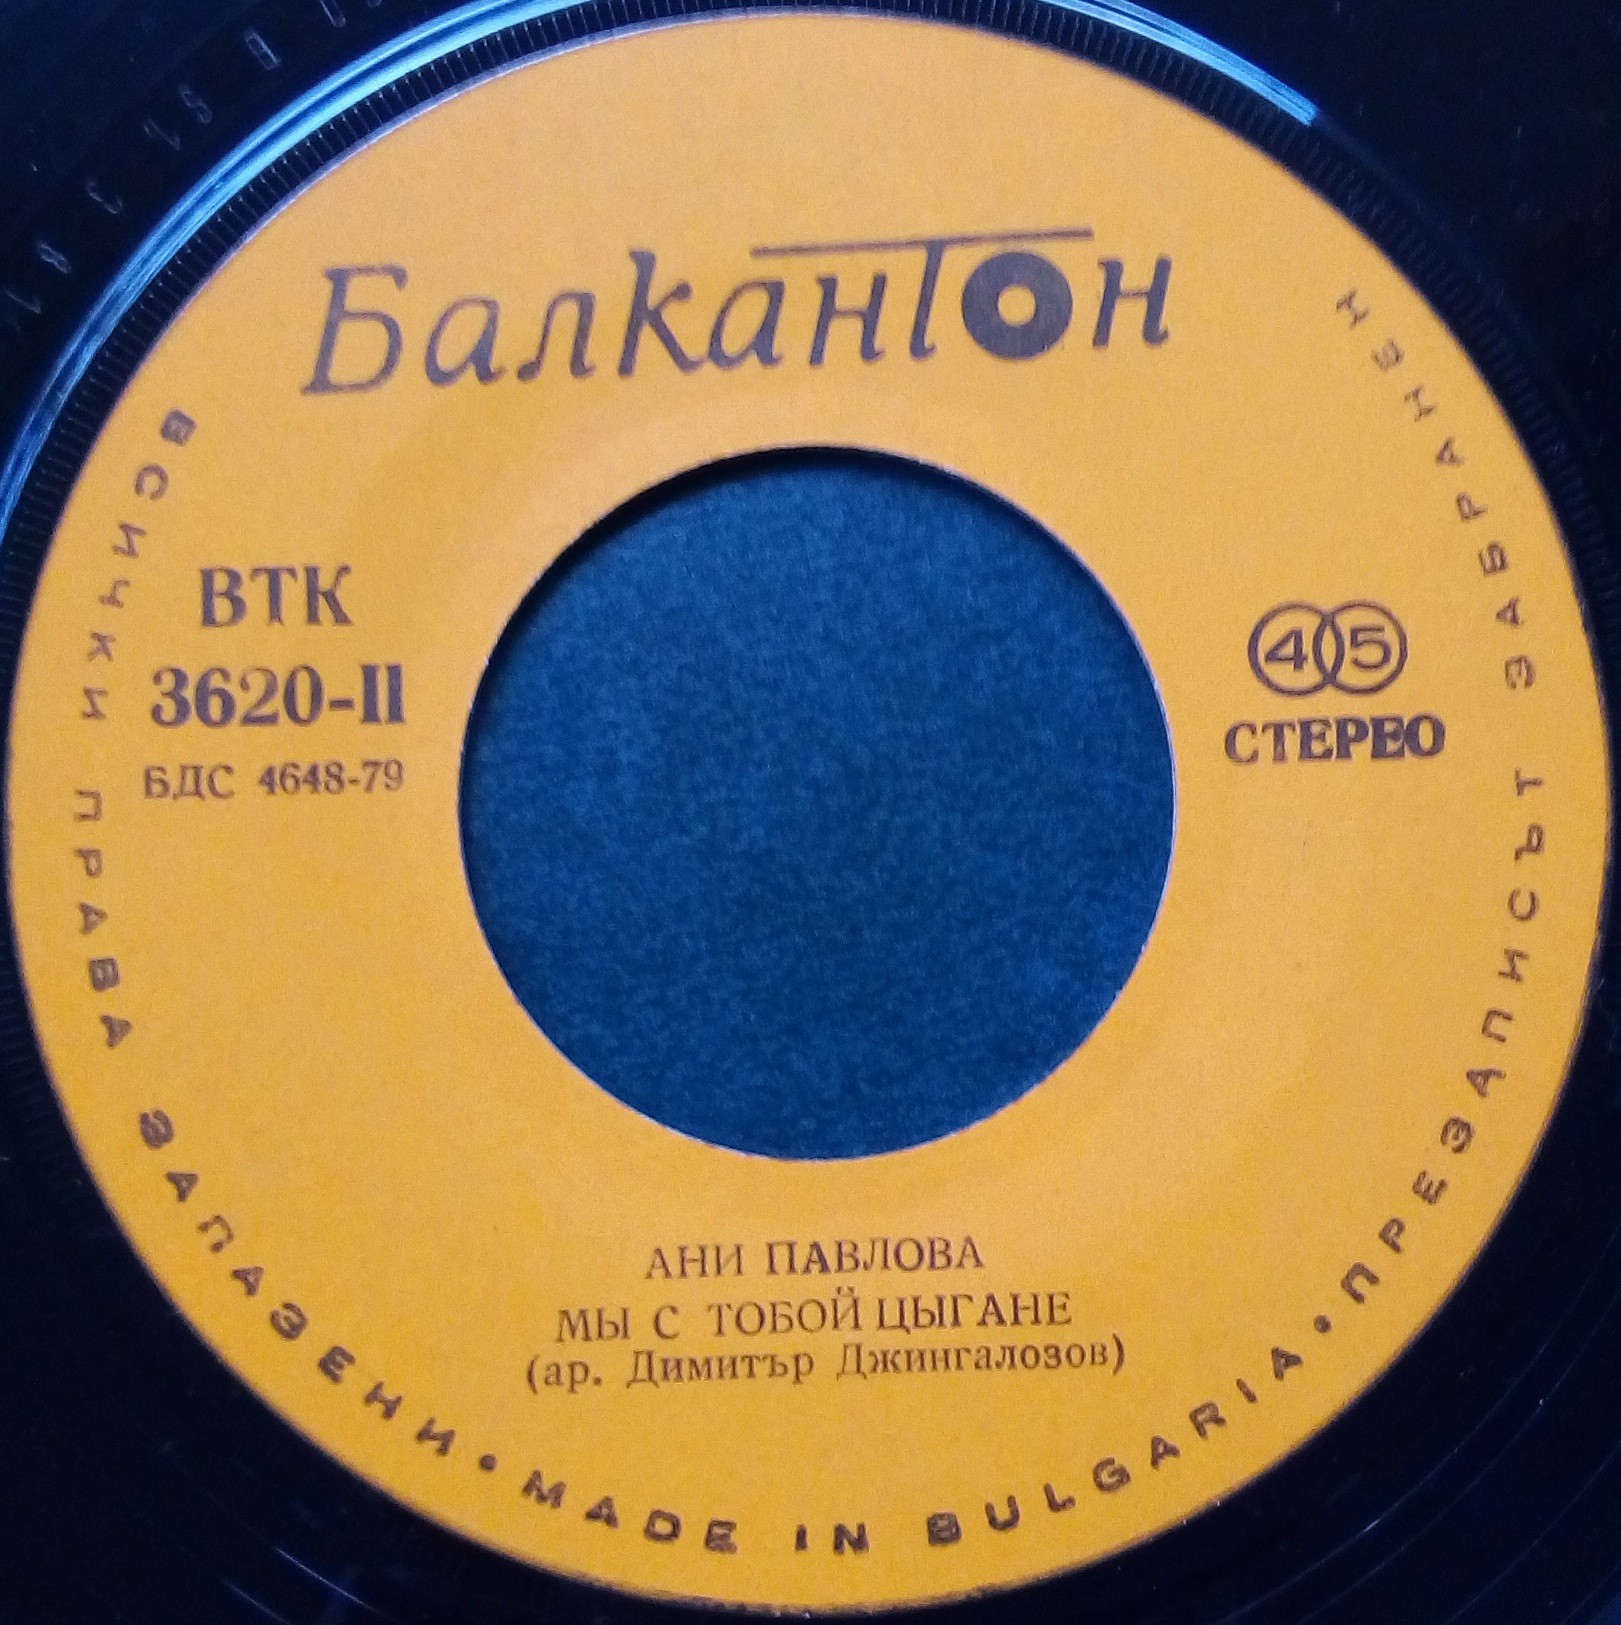 Балкантон
ВТК
3620-II
БДС 4648-79
45
СТЕРЕО
АНИ ПАВЛОВА
МЫ С ТОБОЙ ЦЫГАНЕ
(ар. Димитър Джингалозов)
ВСИЧКИ ПРАВА ЗАПАЗЕНИ • MADE IN BULGARIA • ПРЕЗАПИСЪТ ЗАБРАНЕН